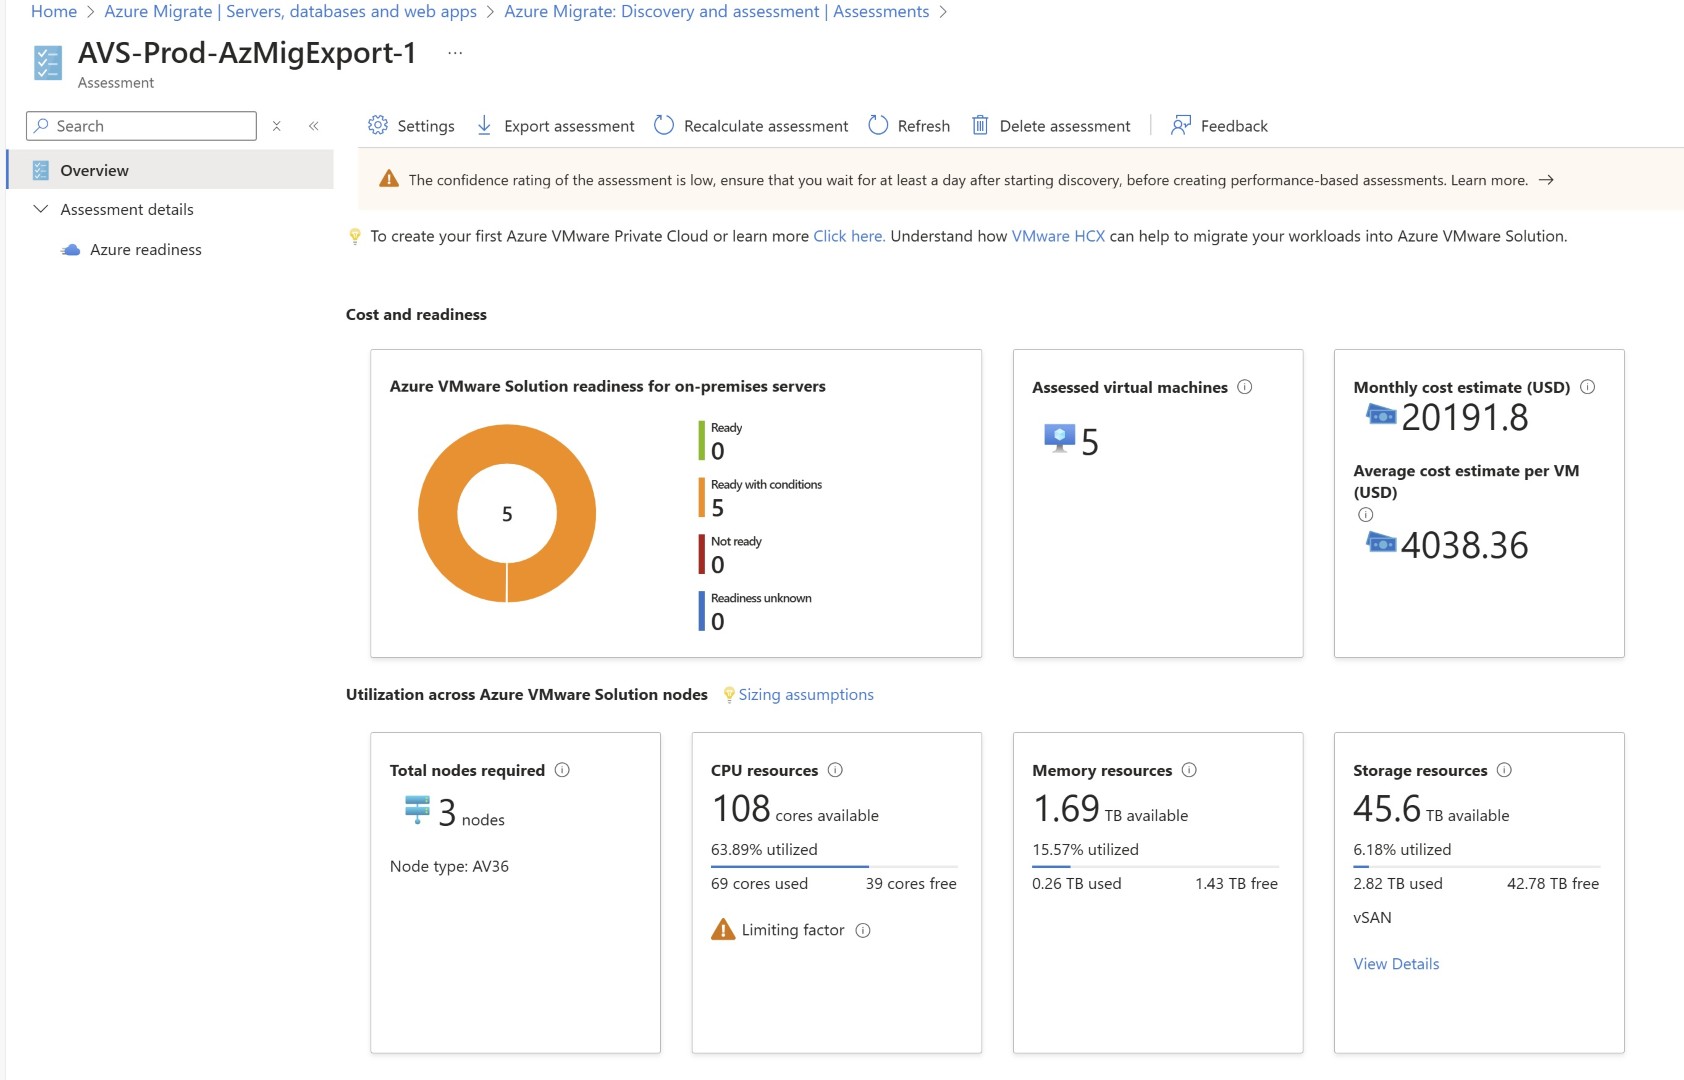 Home > Azure Migrate | Servers, databases and web apps > Azure Migrate: Discovery and assessment | Assessments >
AVS-Prod-AzMigExport-1 ...
Assessment
Search
Settings Export assessment Recalculate assessment Refresh Delete assessment Feedback
Overview
Assessment details
Azure readiness
The confidence rating of the assessment is low, ensure that you wait for at least a day after starting discovery, before creating performance-based assessments. Learn more. →
To create your first Azure VMware Private Cloud or learn more Click here. Understand how VMware HCX can help to migrate your workloads into Azure VMware Solution.
Cost and readiness
Azure VMware Solution readiness for on-premises servers
5
Ready
0
Ready with conditions
5
Not ready
0
Readiness unknown
0
Assessed virtual machines
5
Monthly cost estimate (USD)
20191.8
Average cost estimate per VM
(USD)
4038.36
Utilization across Azure VMware Solution nodes Sizing assumptions
Total nodes required
3 nodes
Node type: AV36
CPU resources
108 cores available
63.89% utilized
69 cores used 39 cores free
Limiting factor
Memory resources
1.69 TB available
15.57% utilized
0.26 TB used 1.43 TB free
Storage resources
45.6 TB available
6.18% utilized
2.82 TB used 42.78 TB free
vSAN
View Details